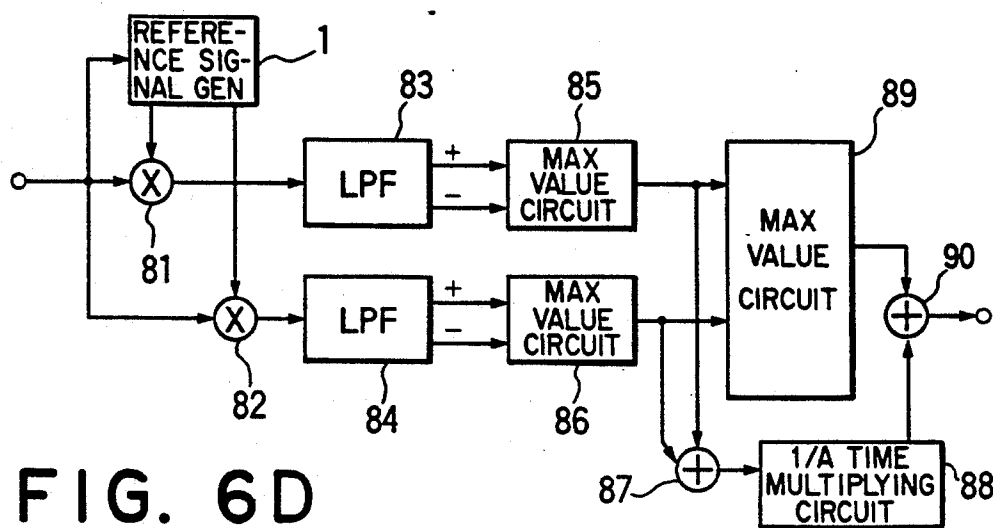 REFERE-
NCE SIG-
NAL GEN
1
83
85
89
LPF
+
−
MAX
VALUE
CIRCUIT
X
81
MAX
VALUE
CIRCUIT
90
+
LPF
+
−
MAX
VALUE
CIRCUIT
X
82
84
86
87
+
1/A TIME
MULTIPLYING
CIRCUIT
88
FIG. 6D